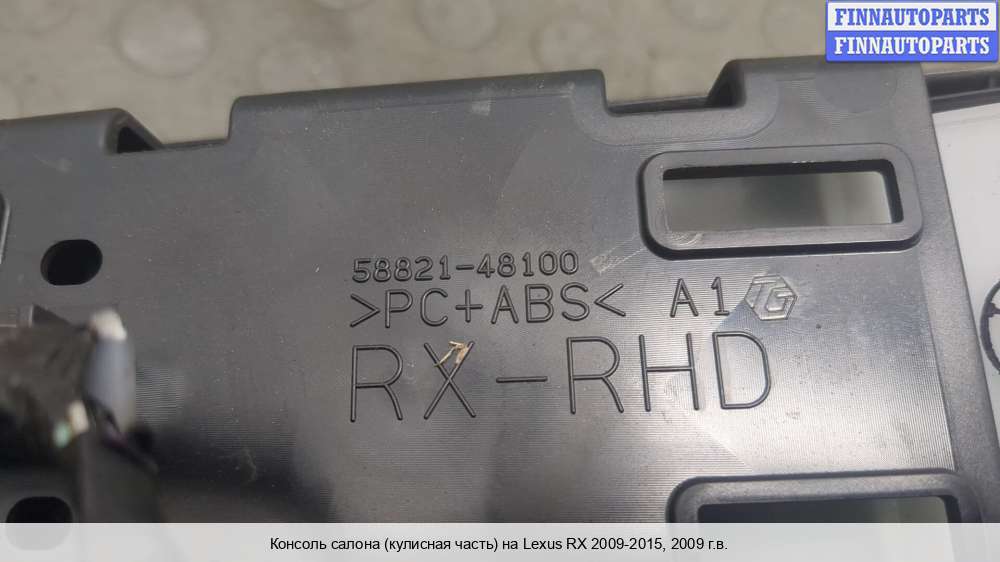 FINNAUTOPARTS
FINNAUTOPARTS
58821-48100
>PC+ABS< A1 TG
RX-RHD
Консоль салона (кулисная часть) на Lexus RX 2009-2015, 2009 г.в.